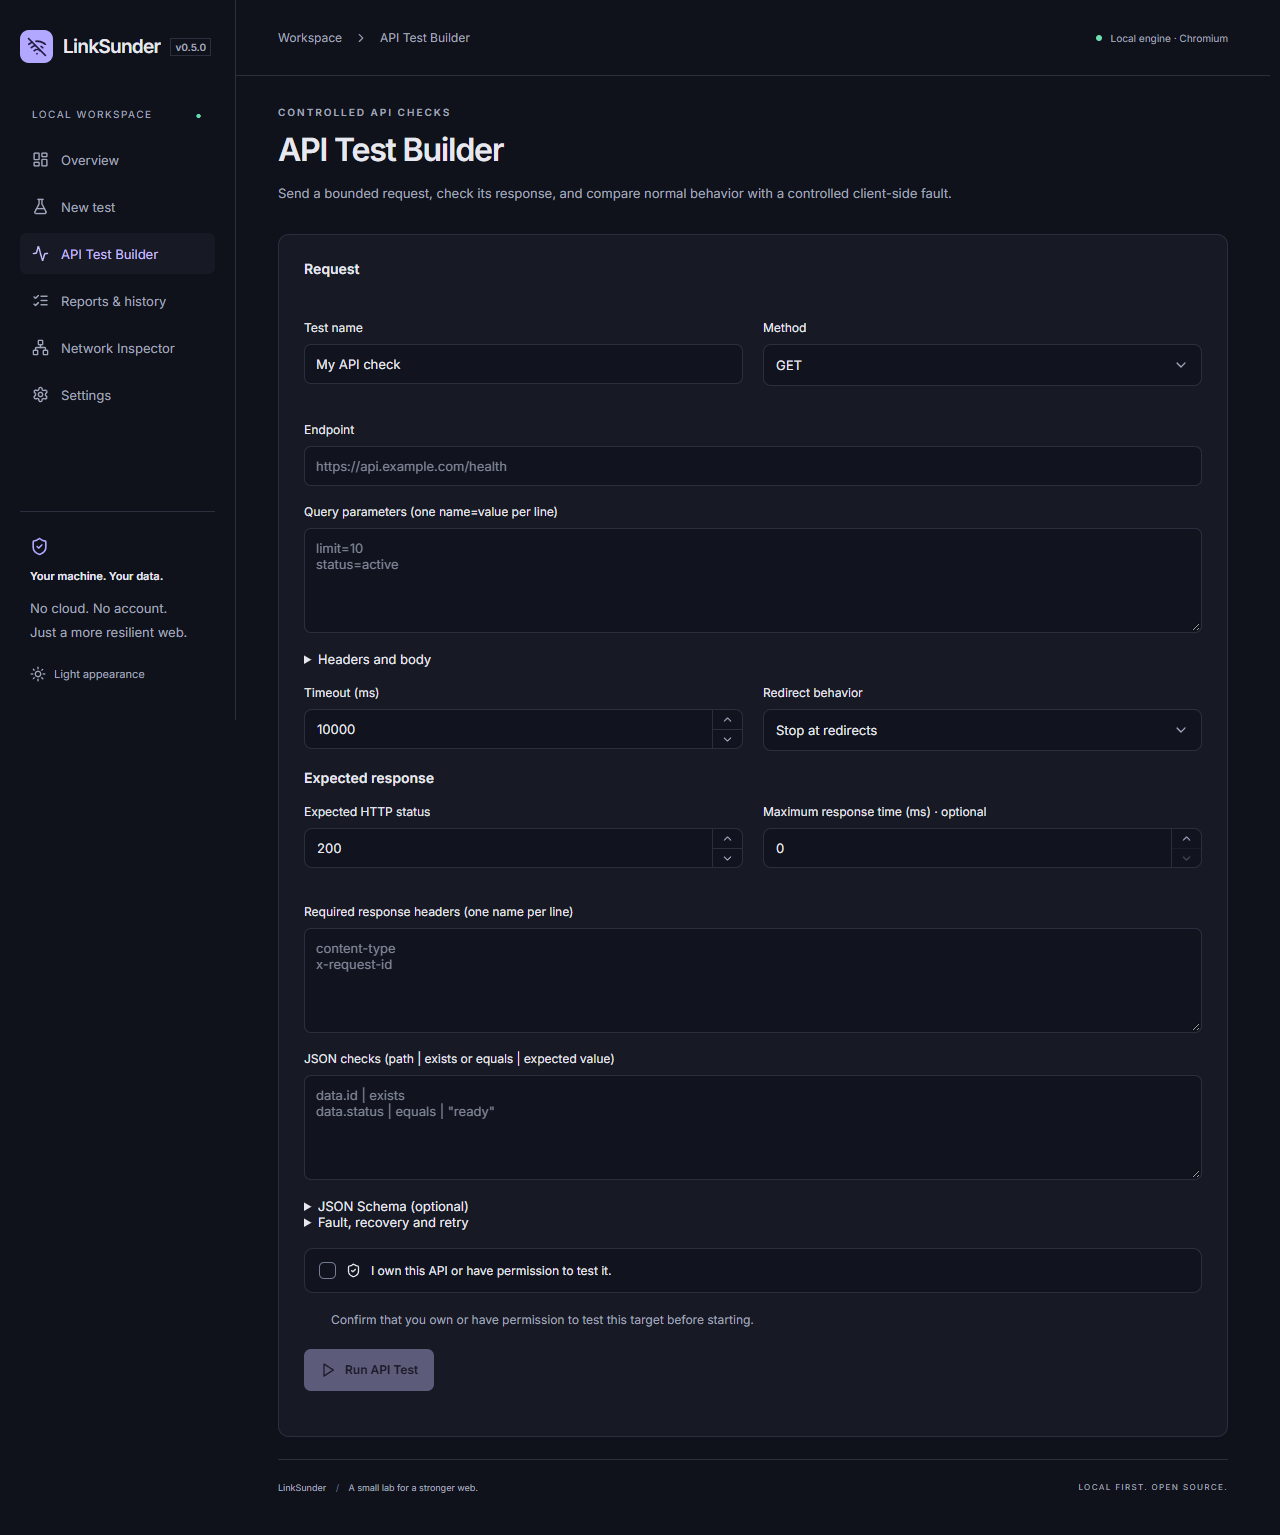 LinkSunder v0.5.0
LOCAL WORKSPACE
Overview
New test
API Test Builder
Reports & history
Network Inspector
Settings
Your machine. Your data.
No cloud. No account.
Just a more resilient web.
Light appearance
Workspace > API Test Builder
Local engine · Chromium
CONTROLLED API CHECKS
API Test Builder
Send a bounded request, check its response, and compare normal behavior with a controlled client-side fault.
Request
Test name
My API check
Method
GET
Endpoint
https://api.example.com/health
Query parameters (one name=value per line)
limit=10
status=active
Headers and body
Timeout (ms)
10000
Redirect behavior
Stop at redirects
Expected response
Expected HTTP status
200
Maximum response time (ms) · optional
0
Required response headers (one name per line)
content-type
x-request-id
JSON checks (path | exists or equals | expected value)
data.id | exists
data.status | equals | "ready"
JSON Schema (optional)
Fault, recovery and retry
I own this API or have permission to test it.
Confirm that you own or have permission to test this target before starting.
Run API Test
LinkSunder / A small lab for a stronger web.
LOCAL FIRST. OPEN SOURCE.